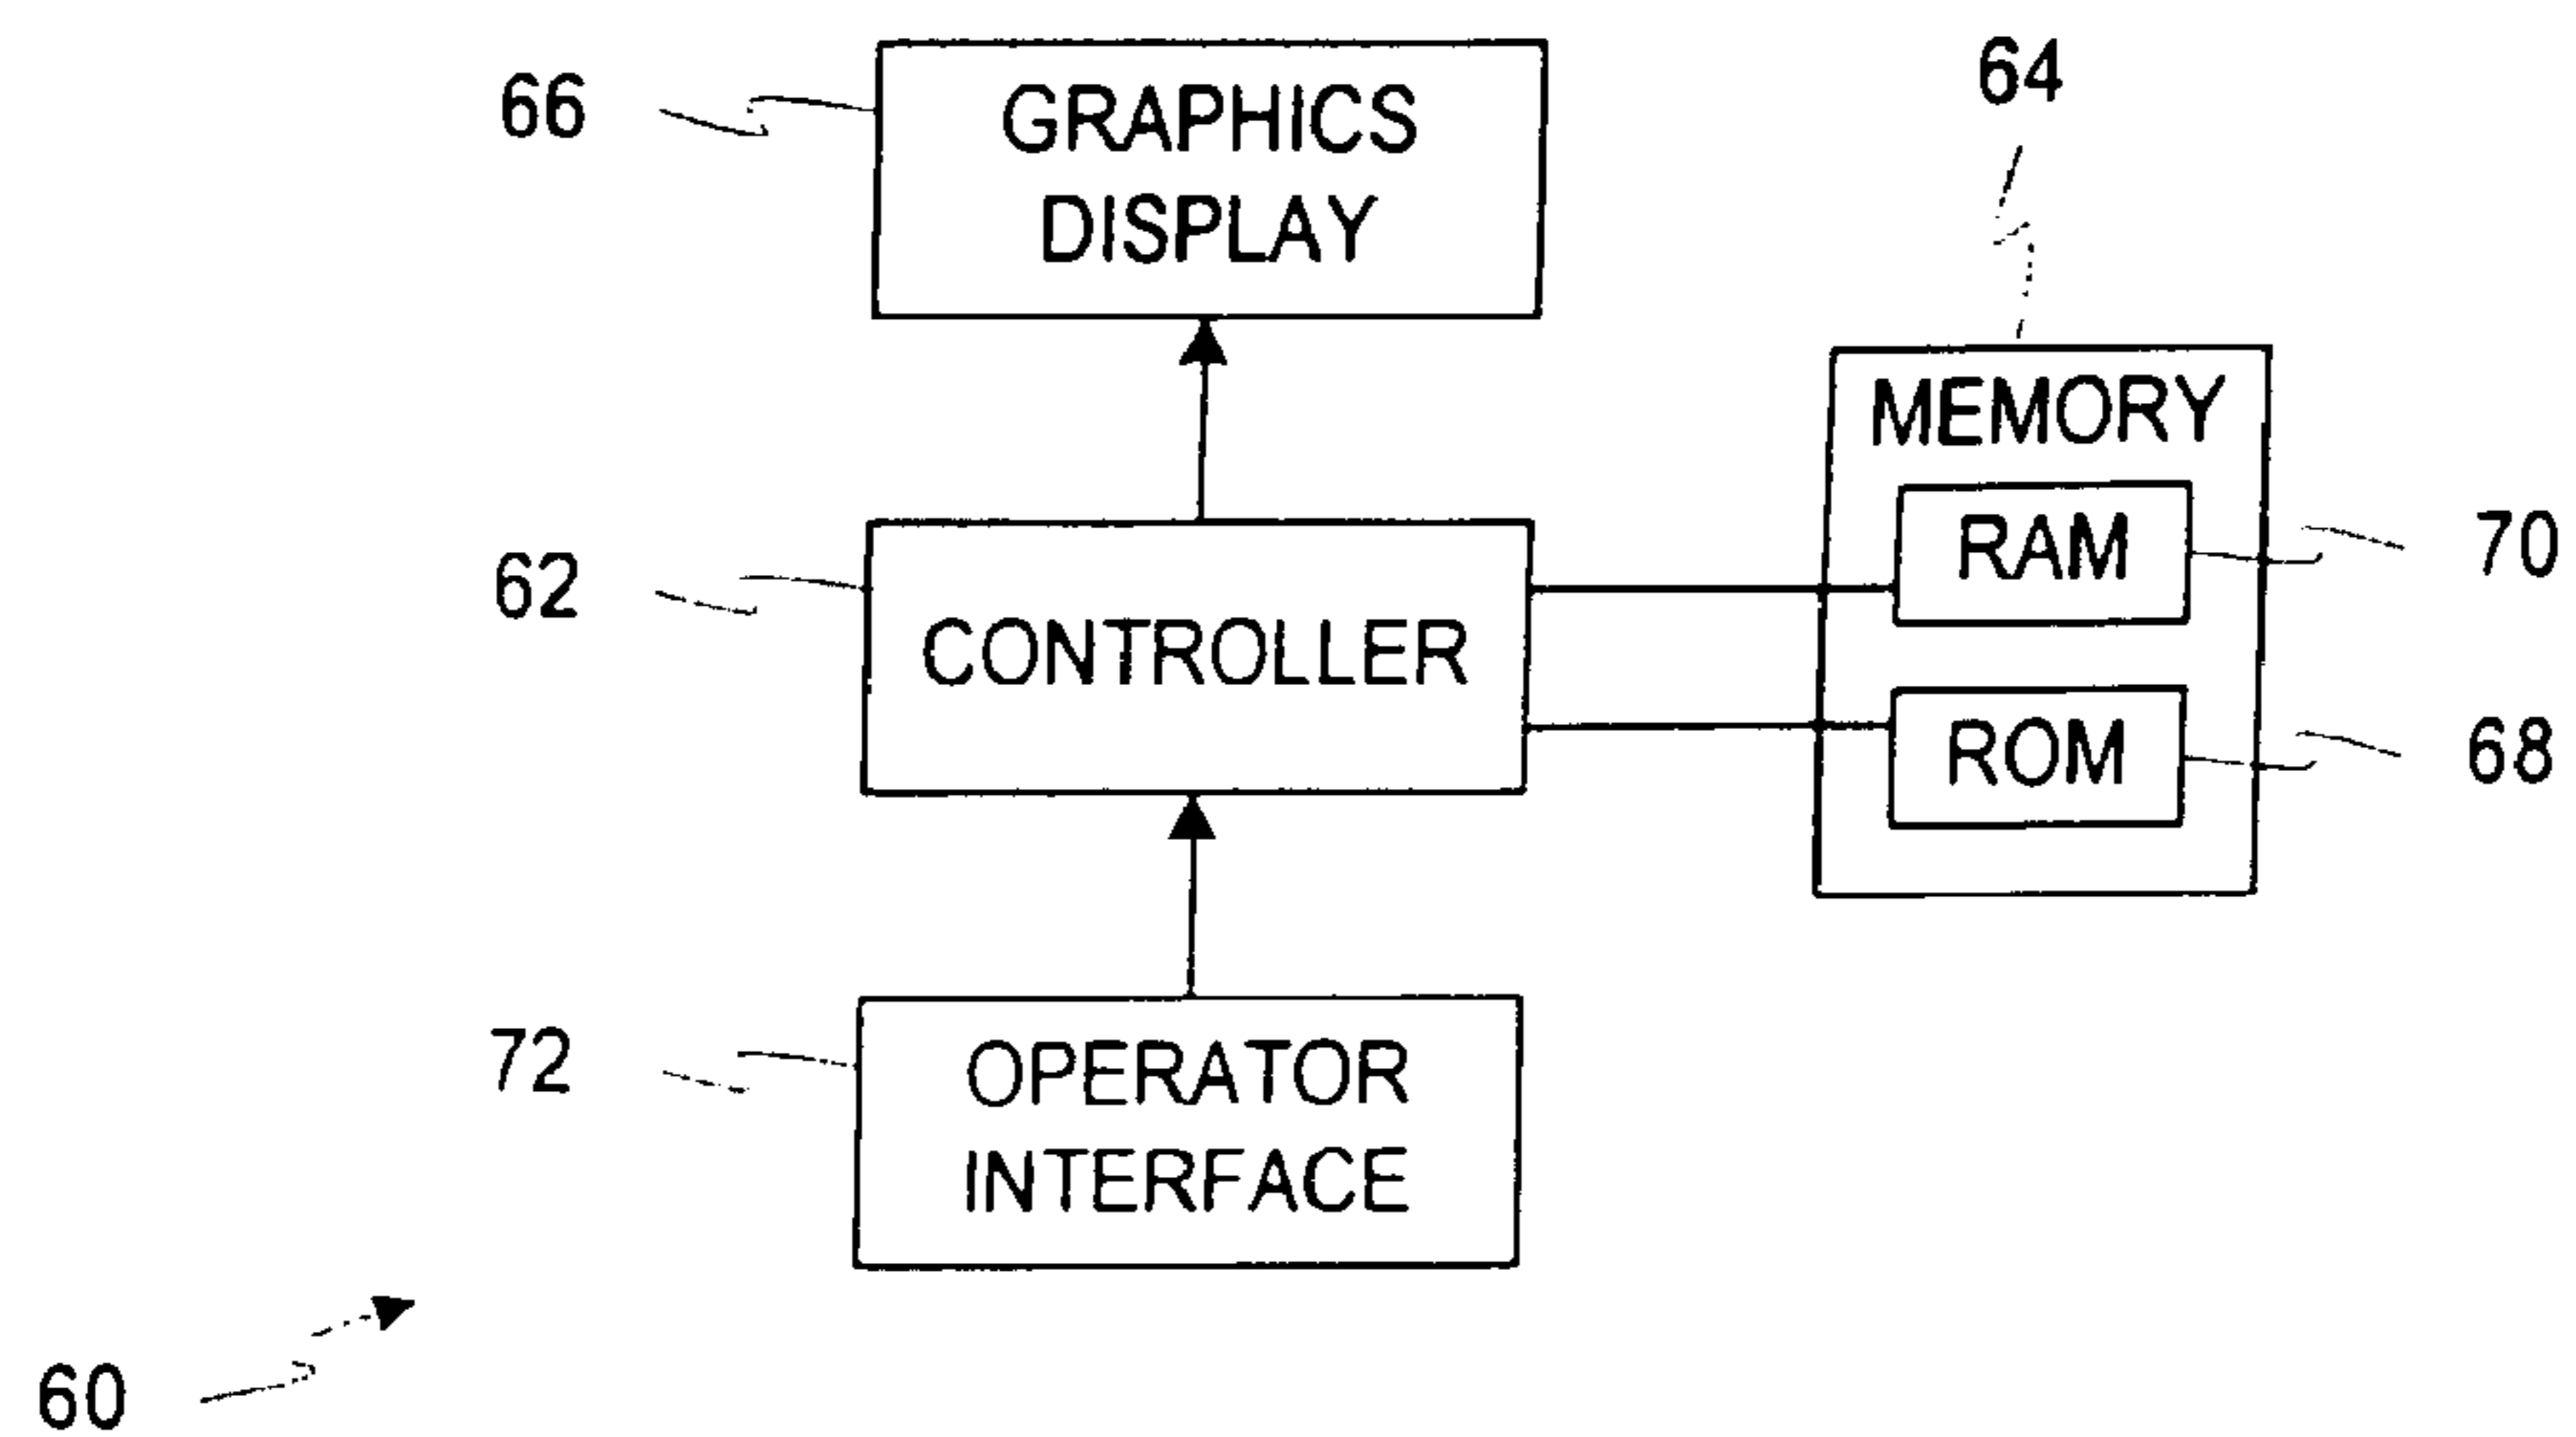 66
GRAPHICS
DISPLAY
64
MEMORY
RAM
70
62
CONTROLLER
ROM
68
72
OPERATOR
INTERFACE
60